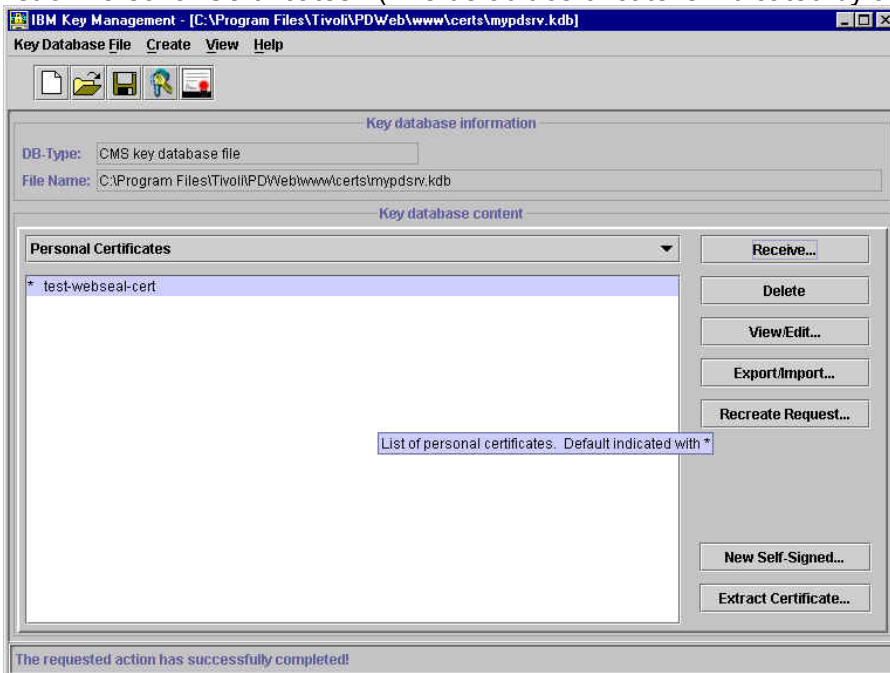 IBM Key Management - [C:\Program Files\Tivoli\PDWeb\www\certs\mypdsrv.kdb]
Key Database File Create View Help
Key database information
DB-Type: CMS key database file
File Name: C:\Program Files\Tivoli\PDWeb\www\certs\mypdsrv.kdb
Key database content
Personal Certificates
Receive...
* test-webseal-cert
Delete
View/Edit...
Export/Import...
Recreate Request...
List of personal certificates. Default indicated with *
New Self-Signed...
Extract Certificate...
The requested action has successfully completed!